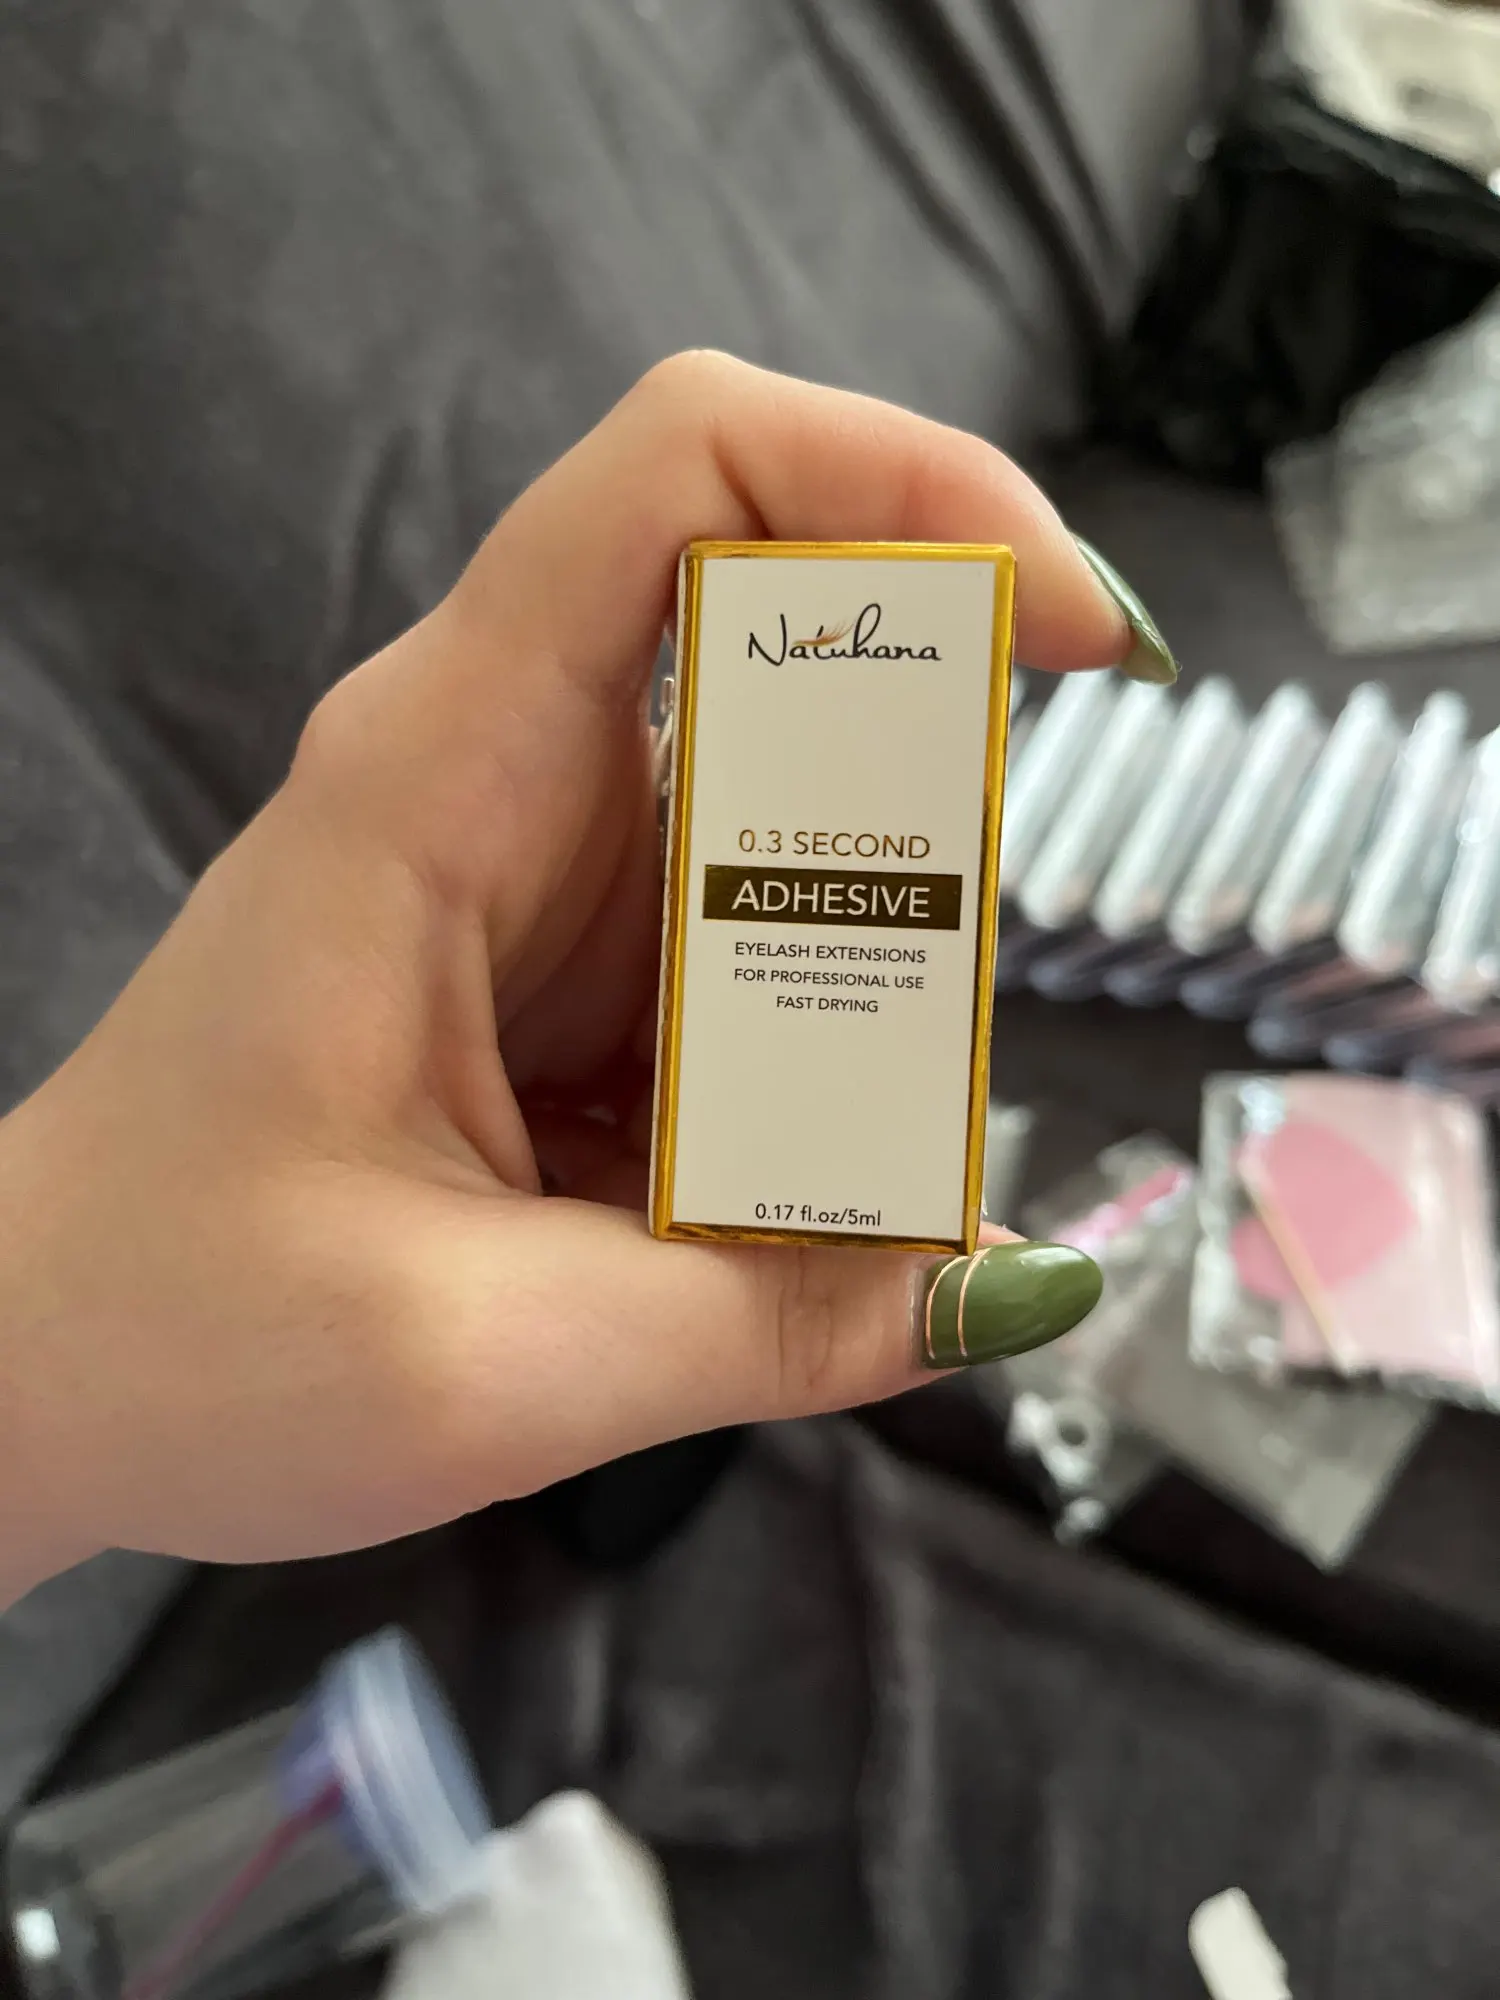 Natuhana
0.3 SECOND
ADHESIVE
EYELASH EXTENSIONS
FOR PROFESSIONAL USE
FAST DRYING
0.17 fl.oz/5ml